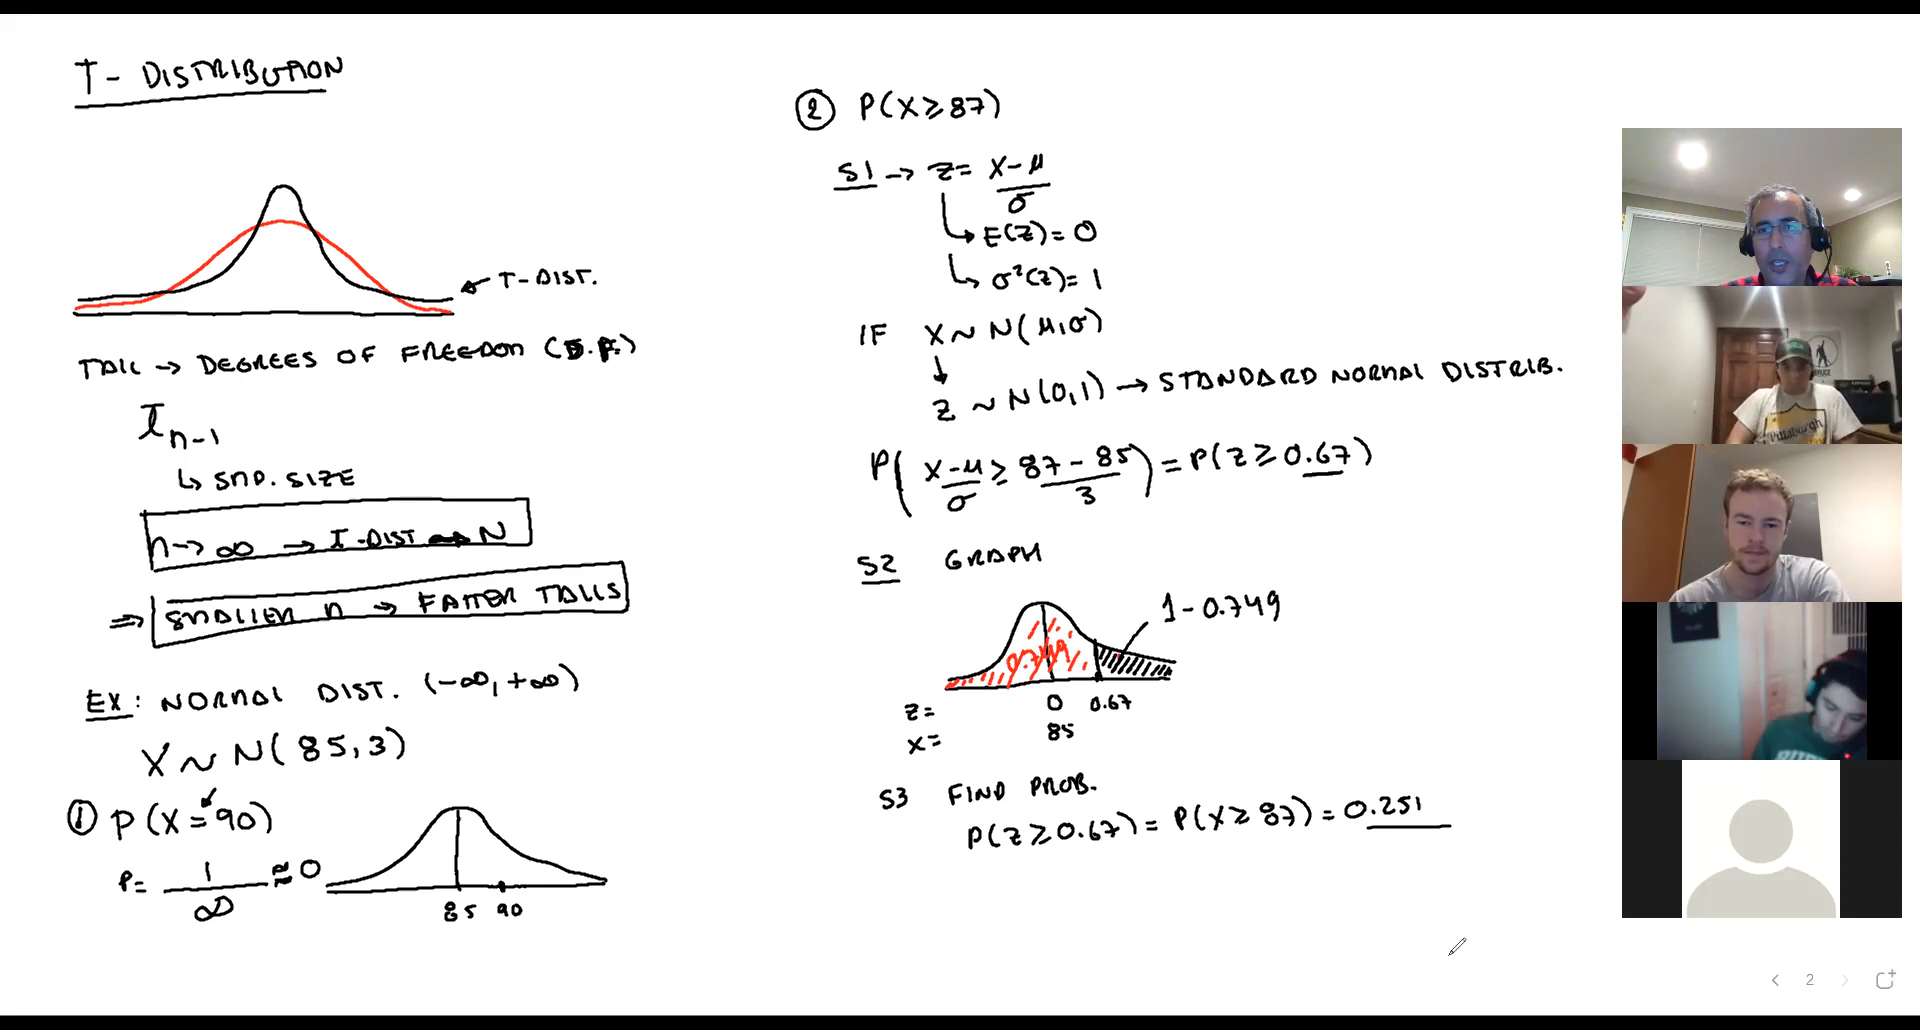 T- DISTRIBUTION
← T-DIST.
TAIL → DEGREES OF FREEDOM (D.F.)
T n-1
↳ SMP. SIZE
n→∞ → T-DIST → N
⇒ SMALLER n → FATTER TAILS
EX: NORMAL DIST. (-∞, +∞)
X ~ N(85,3)
① P(X=90)
P= 1/∞ ≈ 0
85 90
② P(X≥87)
S1 → Z= X-μ/σ
↳ E(Z)=0
↳ σ²(Z)=1
IF X~N(μ,σ)
↓
Z ~ N(0,1) → STANDARD NORMAL DISTRIB.
P( X-μ/σ ≥ 87-85/3 ) = P(Z≥0.67)
S2 GRAPH
1-0.749
0.749
Z= 0 0.67
X= 85
S3 FIND PROB.
P(Z≥0.67)= P(X≥87)=0.251
Pittsburgh
2